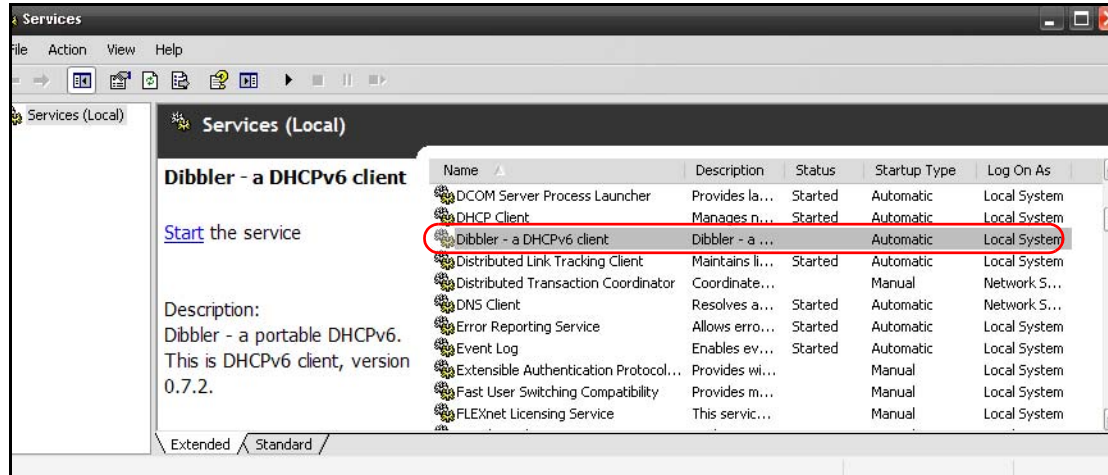 Services
File Action View Help
Services (Local)
Services (Local)
Dibbler - a DHCPv6 client
Start the service
Description:
Dibbler - a portable DHCPv6.
This is DHCPv6 client, version
0.7.2.
Name Description Status Startup Type Log On As
DCOM Server Process Launcher Provides la... Started Automatic Local System
DHCP Client Manages n... Started Automatic Local System
Dibbler - a DHCPv6 client Dibbler - a ... Automatic Local System
Distributed Link Tracking Client Maintains li... Started Automatic Local System
Distributed Transaction Coordinator Coordinate... Manual Network S...
DNS Client Resolves a... Started Automatic Network S...
Error Reporting Service Allows erro... Started Automatic Local System
Event Log Enables ev... Started Automatic Local System
Extensible Authentication Protocol... Provides wi... Manual Local System
Fast User Switching Compatibility Provides m... Manual Local System
FLEXnet Licensing Service This servic... Manual Local System
Extended Standard